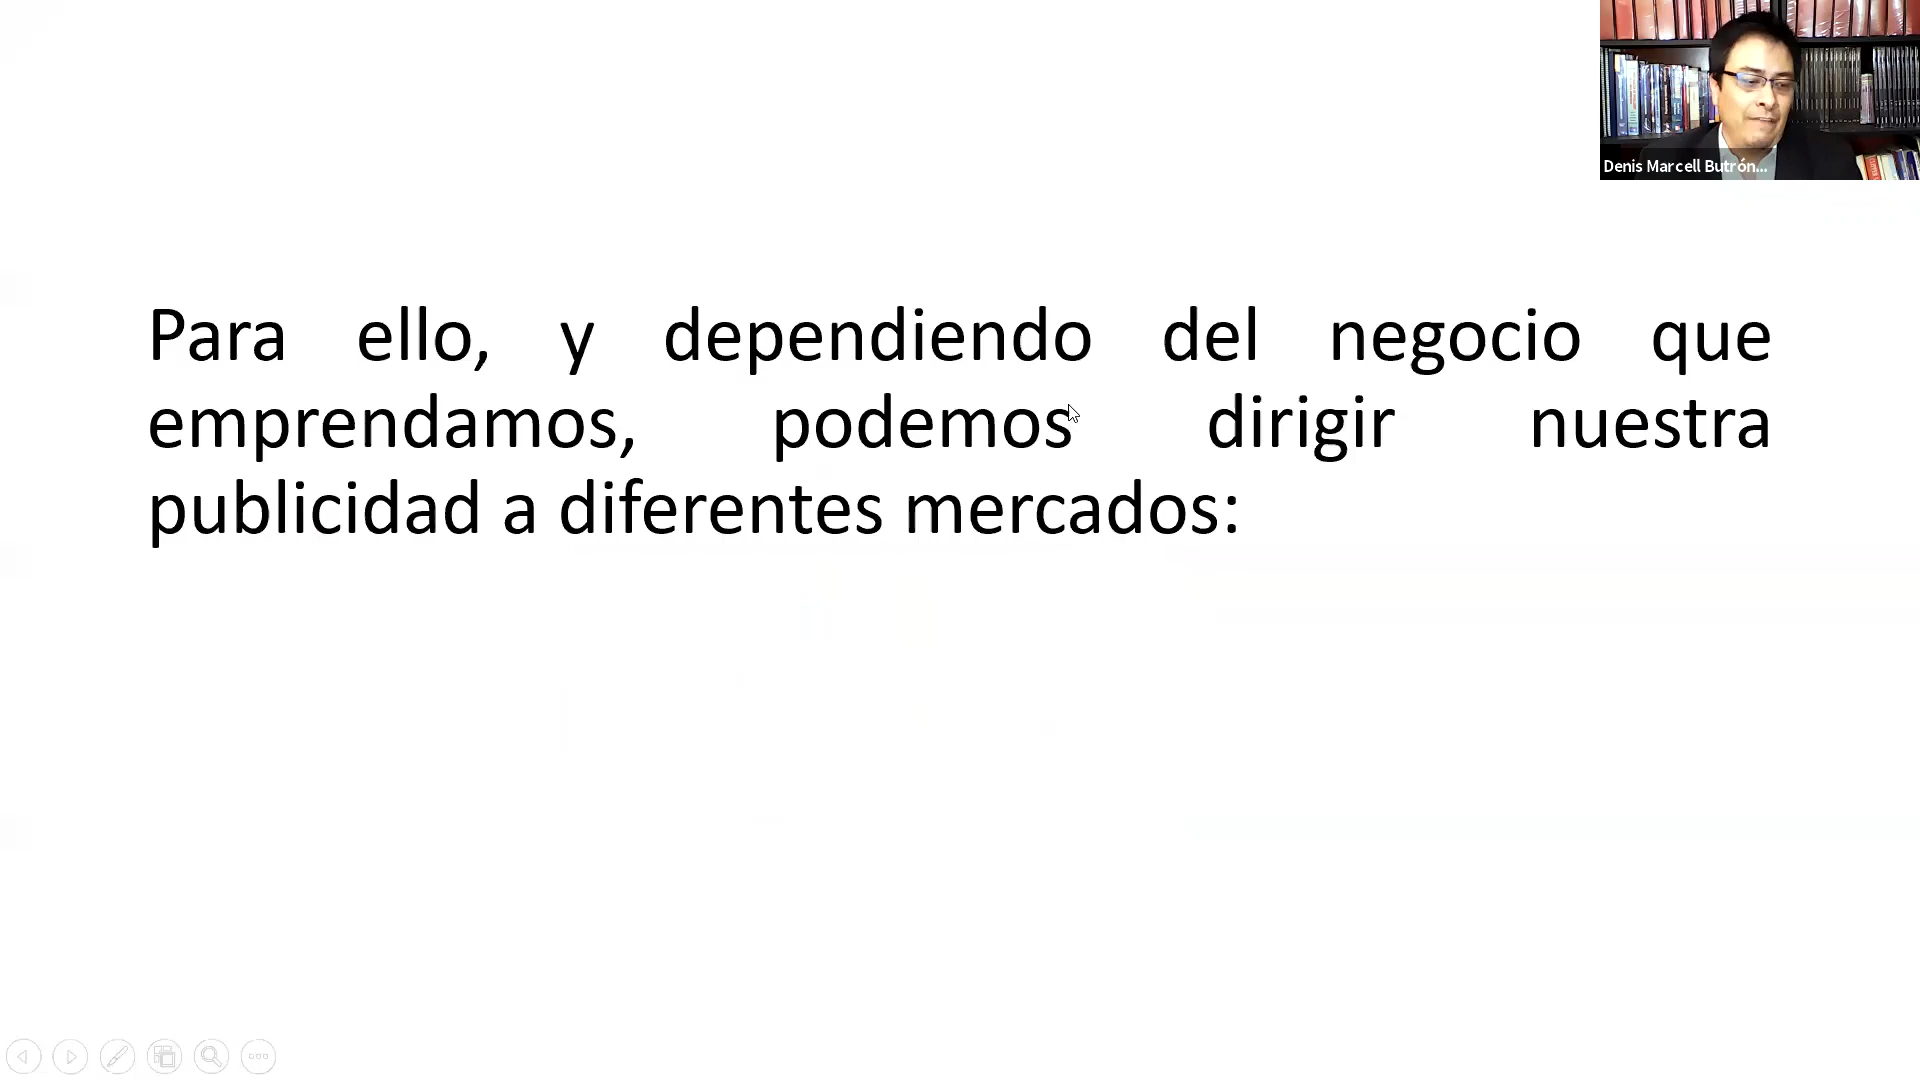 Denis Marcell Butrón...
Para ello, y dependiendo del negocio que
emprendamos, podemos dirigir nuestra
publicidad a diferentes mercados: